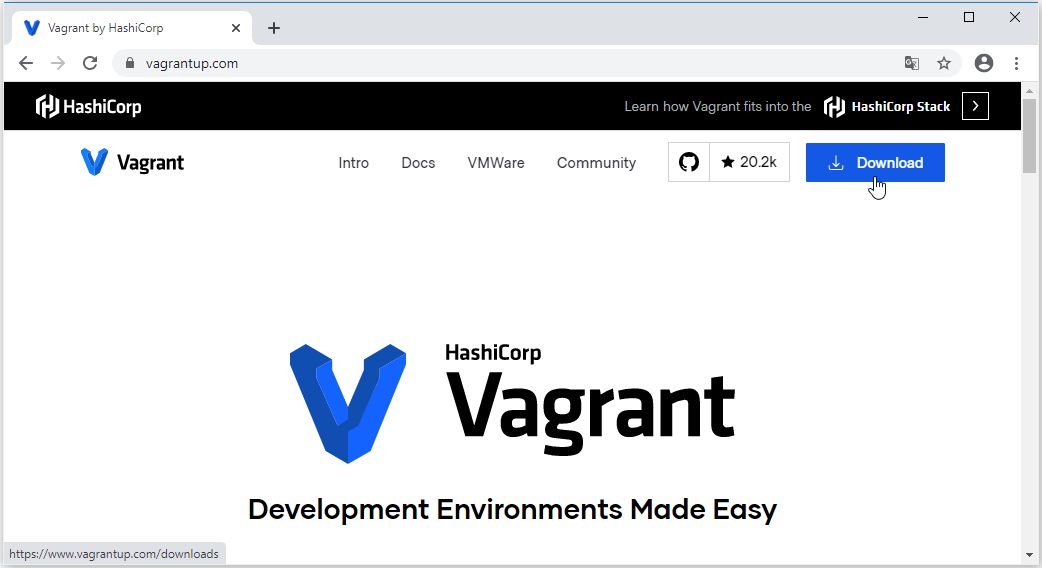 Vagrant by HashiCorp
vagrantup.com
HashiCorp
Learn how Vagrant fits into the HashiCorp Stack
Vagrant
Intro Docs VMWare Community 20.2k Download
HashiCorp
Vagrant
Development Environments Made Easy
https://www.vagrantup.com/downloads